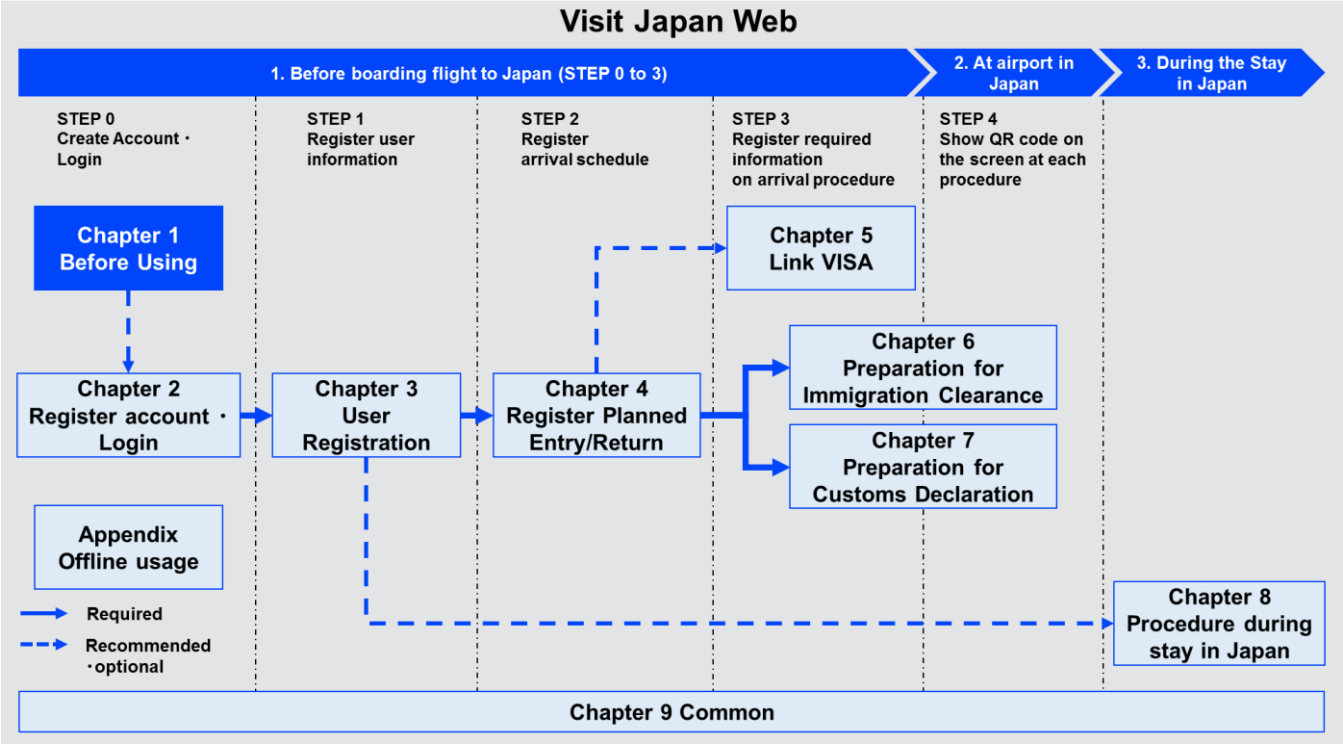 Visit Japan Web
1. Before boarding flight to Japan (STEP 0 to 3)
2. At airport in
Japan
3. During the Stay
in Japan
STEP 0
Create Account・
Login
STEP 1
Register user
information
STEP 2
Register
arrival schedule
STEP 3
Register required
information
on arrival procedure
STEP 4
Show QR code on
the screen at each
procedure
Chapter 1
Before Using
Chapter 5
Link VISA
Chapter 2
Register account・
Login
Chapter 3
User
Registration
Chapter 4
Register Planned
Entry/Return
Chapter 6
Preparation for
Immigration Clearance
Chapter 7
Preparation for
Customs Declaration
Appendix
Offline usage
Required
Recommended
・optional
Chapter 8
Procedure during
stay in Japan
Chapter 9 Common